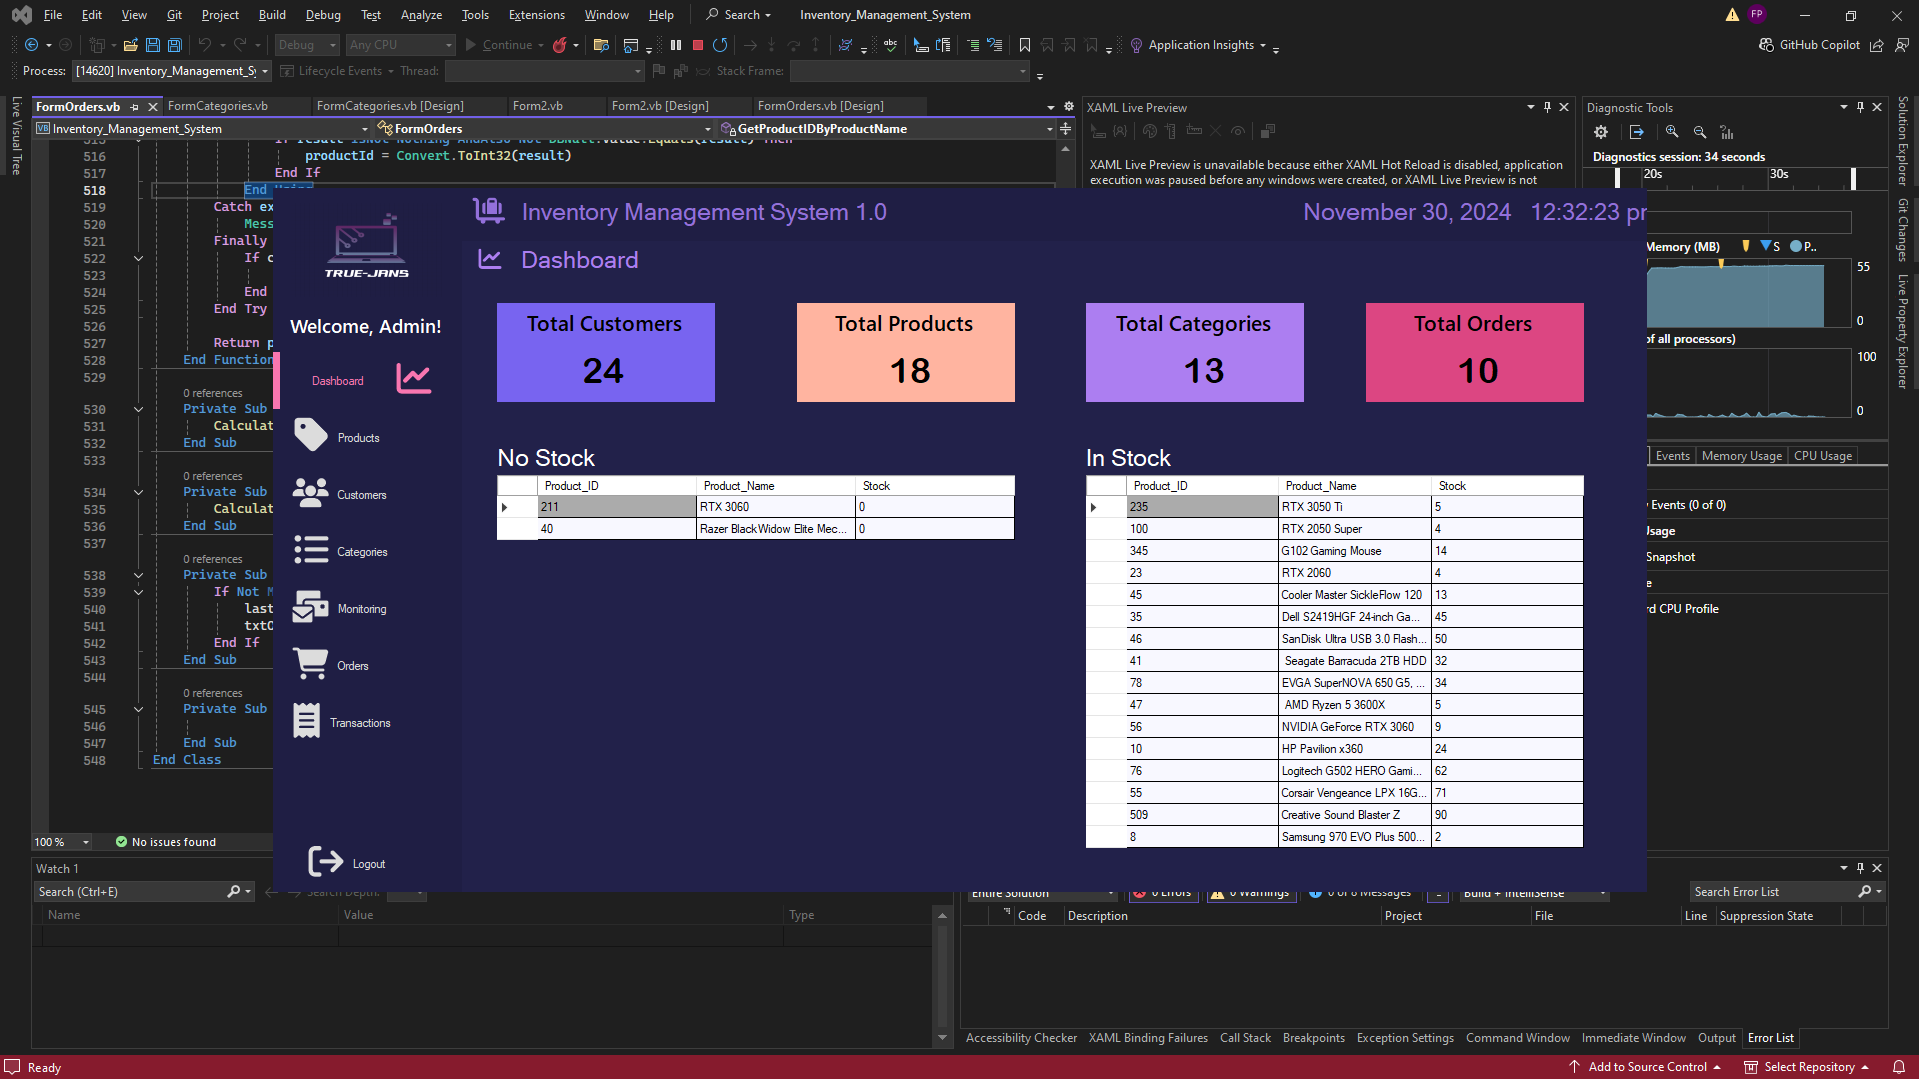 File Edit View Git Project Build Debug Test Analyze Tools Extensions Window Help Search Inventory_Management_System FP
Debug Any CPU Continue Application Insights GitHub Copilot
Process: [14620] Inventory_Management_Sy Lifecycle Events Thread: Stack Frame:
Live Visual Tree
FormOrders.vb FormCategories.vb FormCategories.vb [Design] Form2.vb Form2.vb [Design] FormOrders.vb [Design]
VB Inventory_Management_System FormOrders GetProductIDByProductName
516 productId = Convert.ToInt32(result)
517 End If
518 End Using
519 Catch ex
520 Mess
521 Finally
522 If c
523
524 End
525 End Try
526
527 Return p
528 End Function
529
0 references
530 Private Sub
531 Calculat
532 End Sub
533
0 references
534 Private Sub
535 Calculat
536 End Sub
537
0 references
538 Private Sub
539 If Not M
540 last
541 txtO
542 End If
543 End Sub
544
0 references
545 Private Sub
546
547 End Sub
548 End Class
100 % No issues found
TRUE-JANS
Welcome, Admin!
Dashboard
Products
Customers
Categories
Monitoring
Orders
Transactions
Logout
Inventory Management System 1.0 November 30, 2024 12:32:23 pr
Dashboard
Total Customers
24
Total Products
18
Total Categories
13
Total Orders
10
No Stock
Product_ID Product_Name Stock
211 RTX 3060 0
40 Razer BlackWidow Elite Mec... 0
In Stock
Product_ID Product_Name Stock
235 RTX 3050 Ti 5
100 RTX 2050 Super 4
345 G102 Gaming Mouse 14
23 RTX 2060 4
45 Cooler Master SickleFlow 120 13
35 Dell S2419HGF 24-inch Ga... 45
46 SanDisk Ultra USB 3.0 Flash... 50
41 Seagate Barracuda 2TB HDD 32
78 EVGA SuperNOVA 650 G5, ... 34
47 AMD Ryzen 5 3600X 5
56 NVIDIA GeForce RTX 3060 9
10 HP Pavilion x360 24
76 Logitech G502 HERO Gami... 62
55 Corsair Vengeance LPX 16G... 71
509 Creative Sound Blaster Z 90
8 Samsung 970 EVO Plus 500... 2
XAML Live Preview
XAML Live Preview is unavailable because either XAML Hot Reload is disabled, application
execution was paused before any windows were created, or XAML Live Preview is not
Diagnostic Tools
Diagnostics session: 34 seconds
20s 30s
Memory (MB) S P..
55
0
of all processors)
100
0
Events Memory Usage CPU Usage
Events (0 of 0)
Usage
Snapshot
e
rd CPU Profile
Solution Explorer
Git Changes
Live Property Explorer
Watch 1
Search (Ctrl+E) Search Depth:
Name Value Type
Entire Solution 0 Errors 0 Warnings 0 of 8 Messages Build + IntelliSense Search Error List
Code Description Project File Line Suppression State
Accessibility Checker XAML Binding Failures Call Stack Breakpoints Exception Settings Command Window Immediate Window Output Error List
Ready Add to Source Control Select Repository